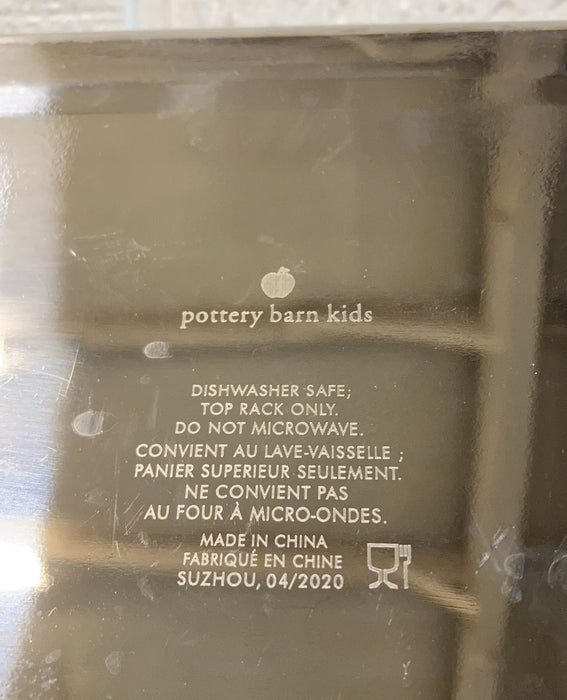 pottery barn kids
DISHWASHER SAFE;
TOP RACK ONLY.
DO NOT MICROWAVE.
CONVIENT AU LAVE-VAISSELLE ;
PANIER SUPERIEUR SEULEMENT.
NE CONVIENT PAS
AU FOUR À MICRO-ONDES.
MADE IN CHINA
FABRIQUÉ EN CHINE
SUZHOU, 04/2020